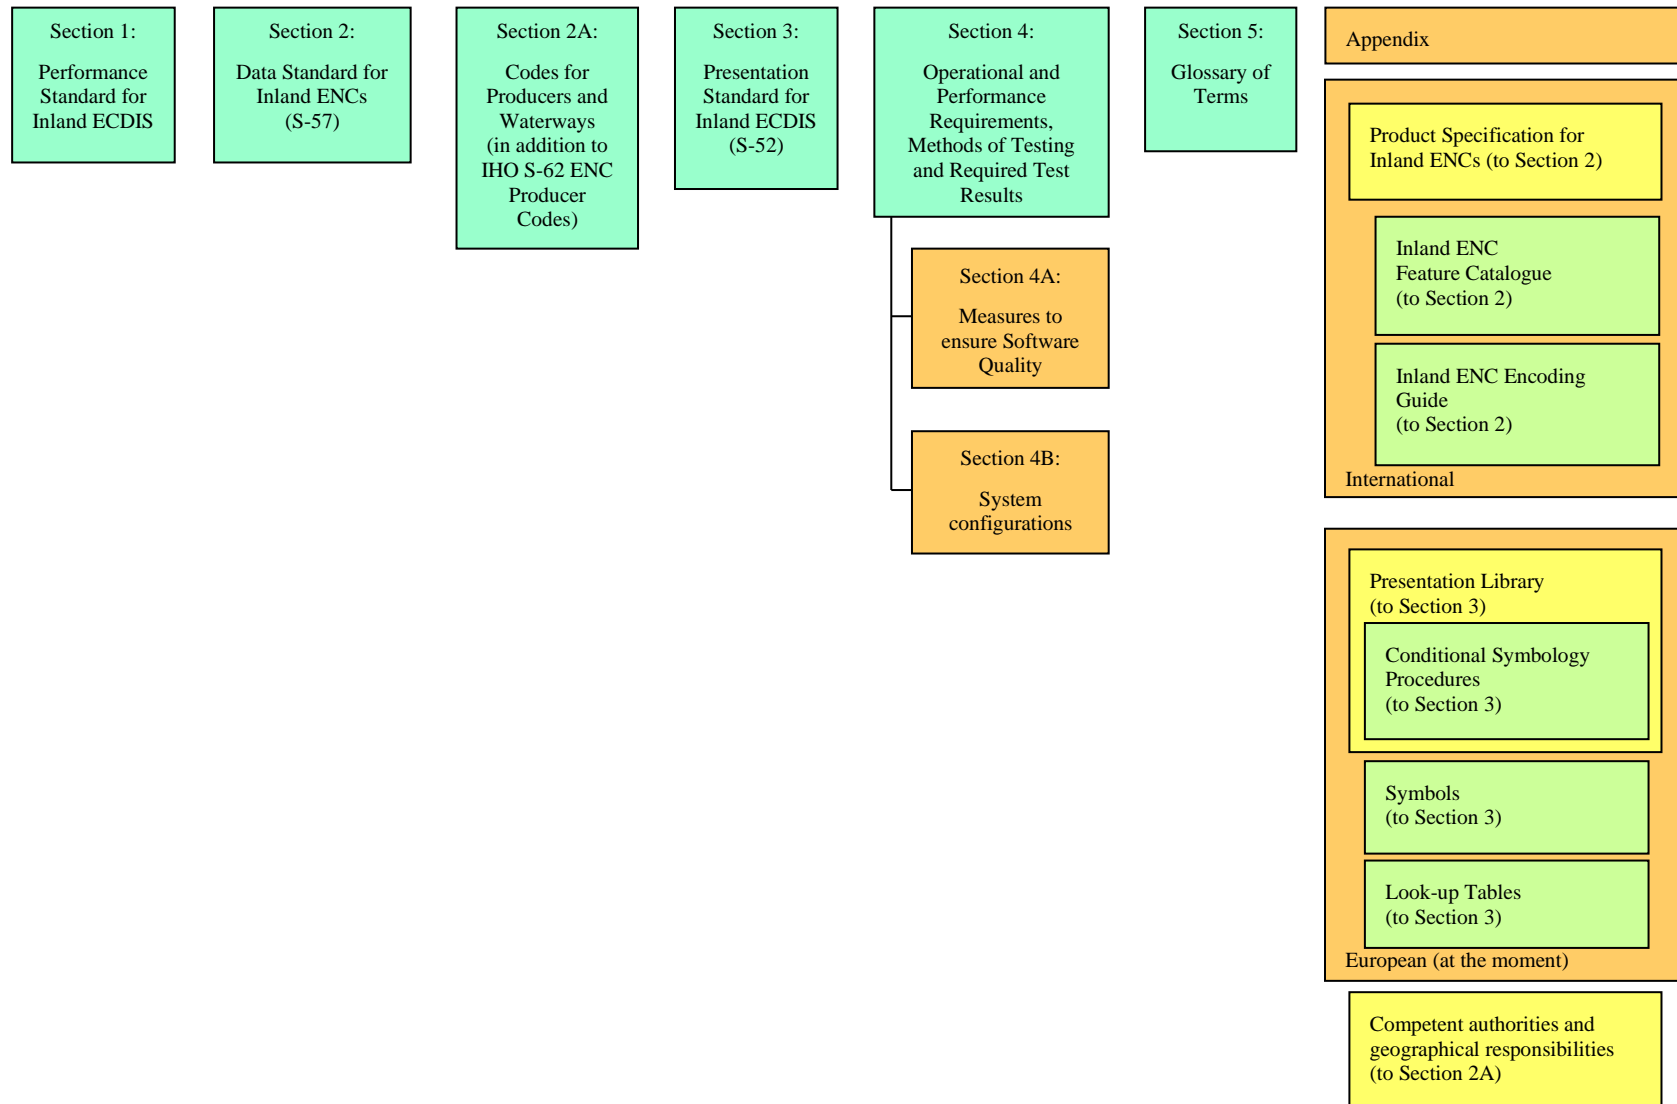 Section 1:
Performance
Standard for
Inland ECDIS
Section 2:
Data Standard for
Inland ENCs
(S-57)
Section 2A:
Codes for
Producers and
Waterways
(in addition to
IHO S-62 ENC
Producer
Codes)
Section 3:
Presentation
Standard for
Inland ECDIS
(S-52)
Section 4:
Operational and
Performance
Requirements,
Methods of Testing
and Required Test
Results
Section 4A:
Measures to
ensure Software
Quality
Section 4B:
System
configurations
Section 5:
Glossary of
Terms
Appendix
Product Specification for
Inland ENCs (to Section 2)
Inland ENC
Feature Catalogue
(to Section 2)
Inland ENC Encoding
Guide
(to Section 2)
International
Presentation Library
(to Section 3)
Conditional Symbology
Procedures
(to Section 3)
Symbols
(to Section 3)
Look-up Tables
(to Section 3)
European (at the moment)
Competent authorities and
geographical responsibilities
(to Section 2A)